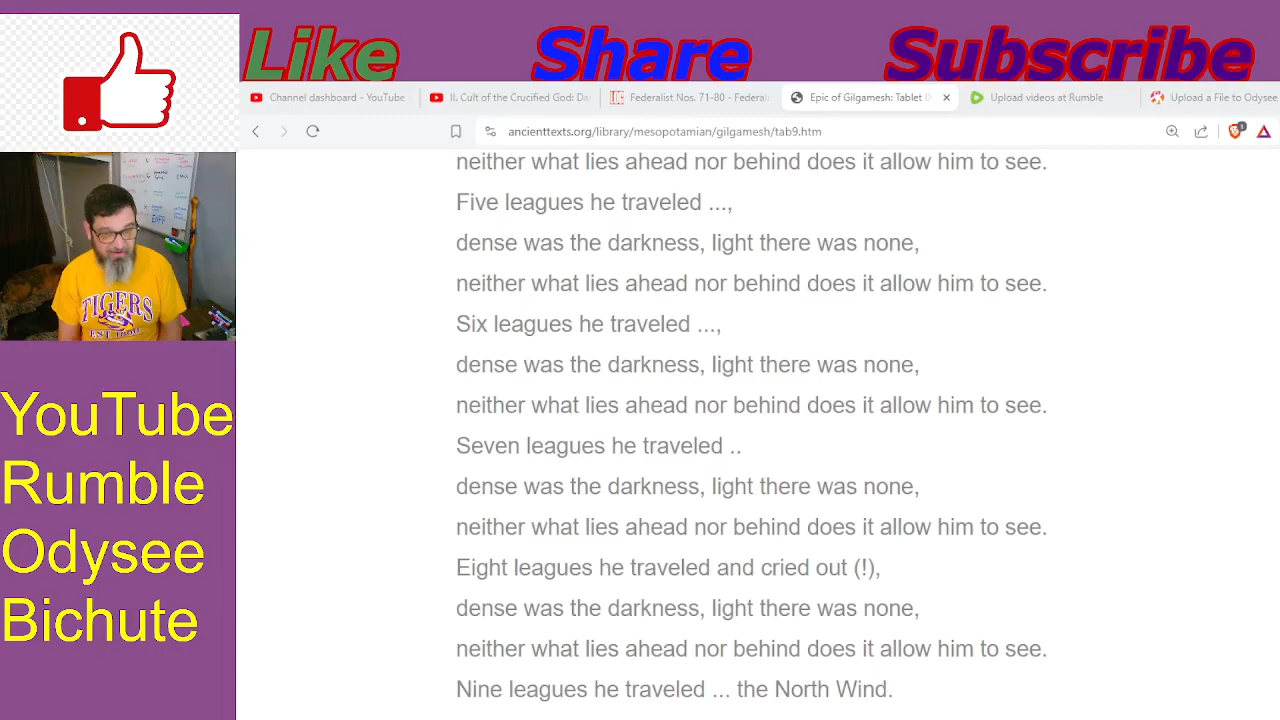 Like Share Subscribe
Channel dashboard - YouTube
II. Cult of the Crucified God: Da
Federalist Nos. 71-80 - Federal
Epic of Gilgamesh: Tablet
Upload videos at Rumble
Upload a File to Odysee
ancienttexts.org/library/mesopotamian/gilgamesh/tab9.htm
neither what lies ahead nor behind does it allow him to see.
Five leagues he traveled ...,
dense was the darkness, light there was none,
neither what lies ahead nor behind does it allow him to see.
Six leagues he traveled ...,
dense was the darkness, light there was none,
neither what lies ahead nor behind does it allow him to see.
Seven leagues he traveled ..
dense was the darkness, light there was none,
neither what lies ahead nor behind does it allow him to see.
Eight leagues he traveled and cried out (!),
dense was the darkness, light there was none,
neither what lies ahead nor behind does it allow him to see.
Nine leagues he traveled ... the North Wind.
TIGERS
YouTube
Rumble
Odysee
Bichute